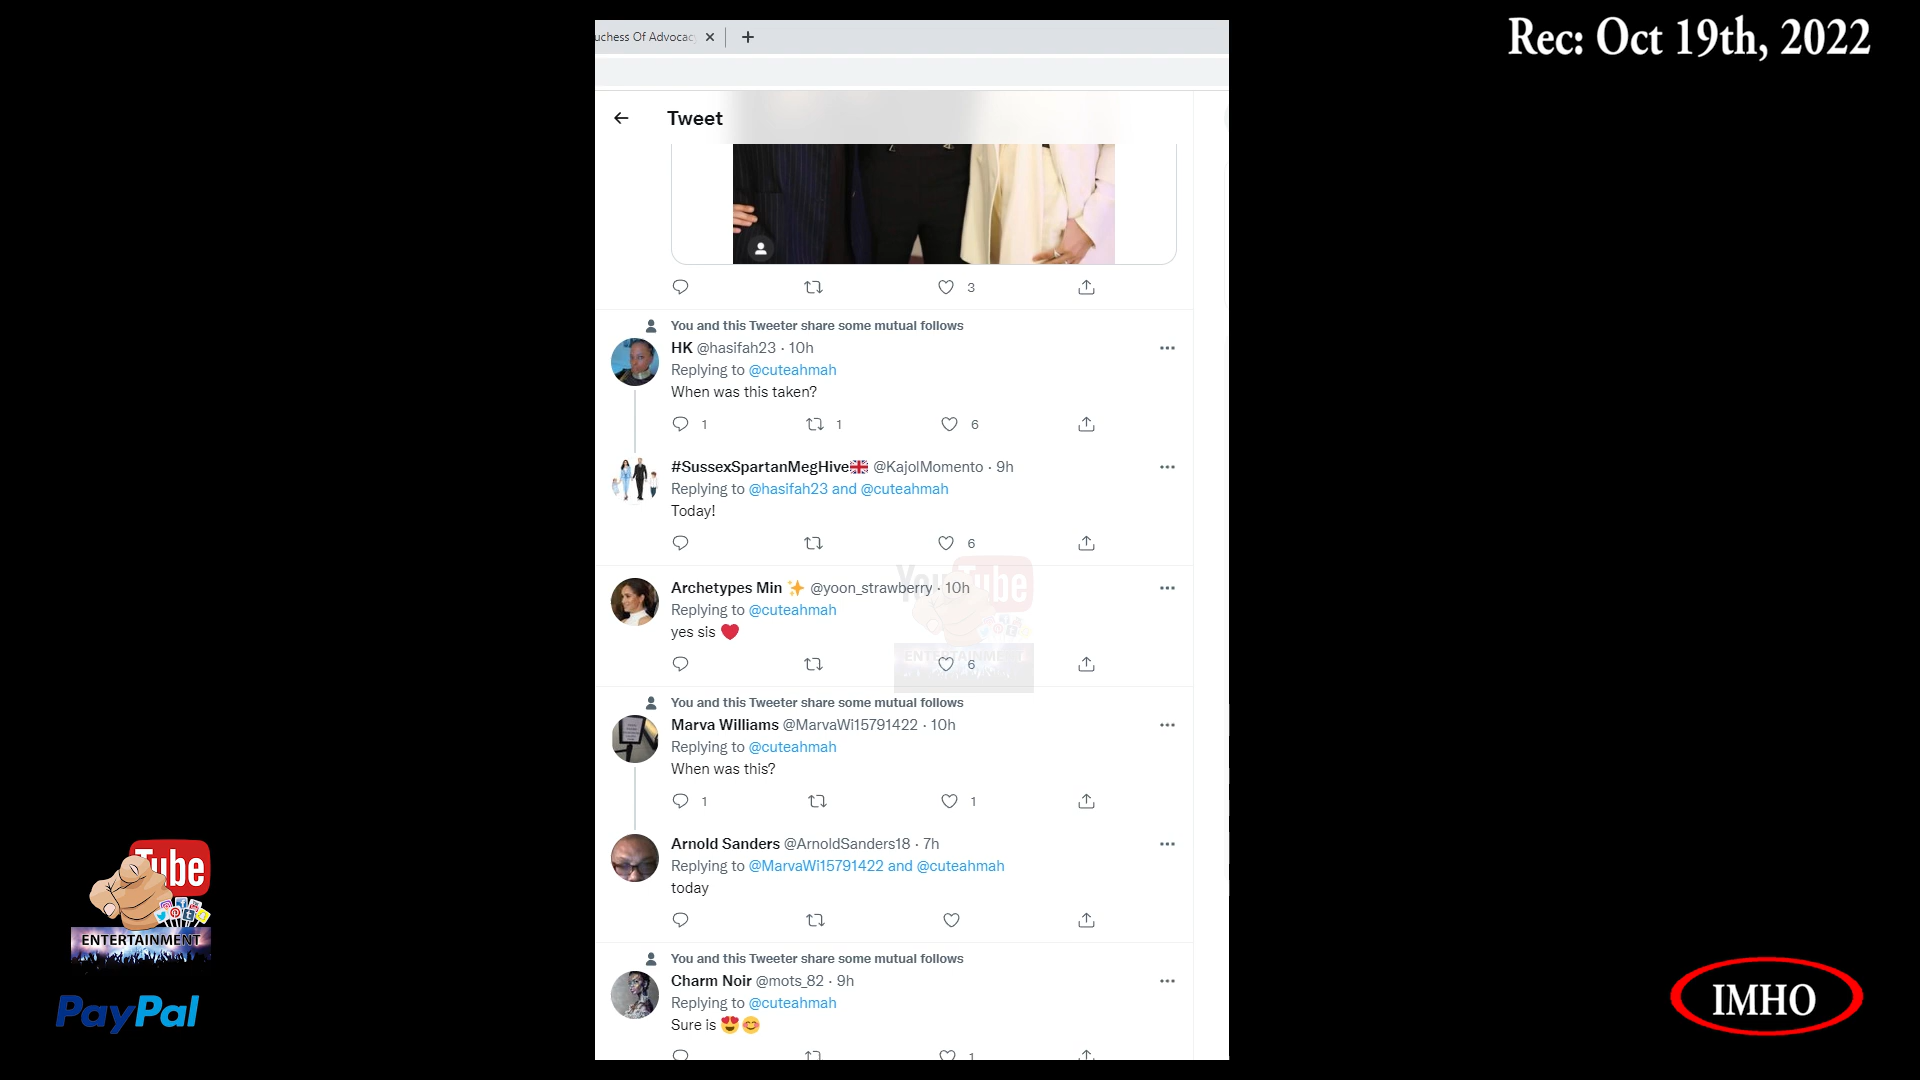 Rec: Oct 19th, 2022
uchess Of Advocac
Tweet
3
You and this Tweeter share some mutual follows
HK @hasifah23 · 10h
Replying to @cuteahmah
When was this taken?
1 1 6
#SussexSpartanMegHive🇬🇧 @KajolMomento · 9h
Replying to @hasifah23 and @cuteahmah
Today!
6
Archetypes Min ✨ @yoon_strawberry · 10h
Replying to @cuteahmah
yes sis ❤️
6
YouTube
ENTERTAINMENT
You and this Tweeter share some mutual follows
Marva Williams @MarvaWi15791422 · 10h
Replying to @cuteahmah
When was this?
1 1
Arnold Sanders @ArnoldSanders18 · 7h
Replying to @MarvaWi15791422 and @cuteahmah
today
You and this Tweeter share some mutual follows
Charm Noir @mots_82 · 9h
Replying to @cuteahmah
Sure is 😍😊
1
Tube
ENTERTAINMENT
PayPal
IMHO